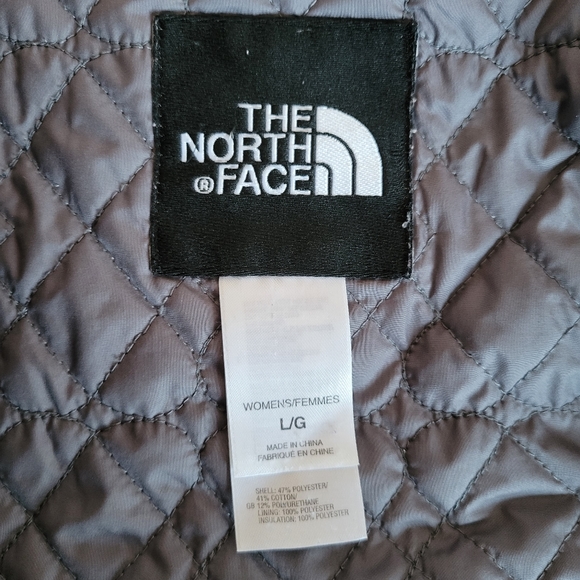 THE
NORTH
® FACE
WOMENS/FEMMES
L/G
MADE IN CHINA
FABRIQUÉ EN CHINE
SHELL: 47% POLYESTER/
41% COTTON/
GB 12% POLYURETHANE
LINING: 100% POLYESTER
INSULATION: 100% POLYESTER